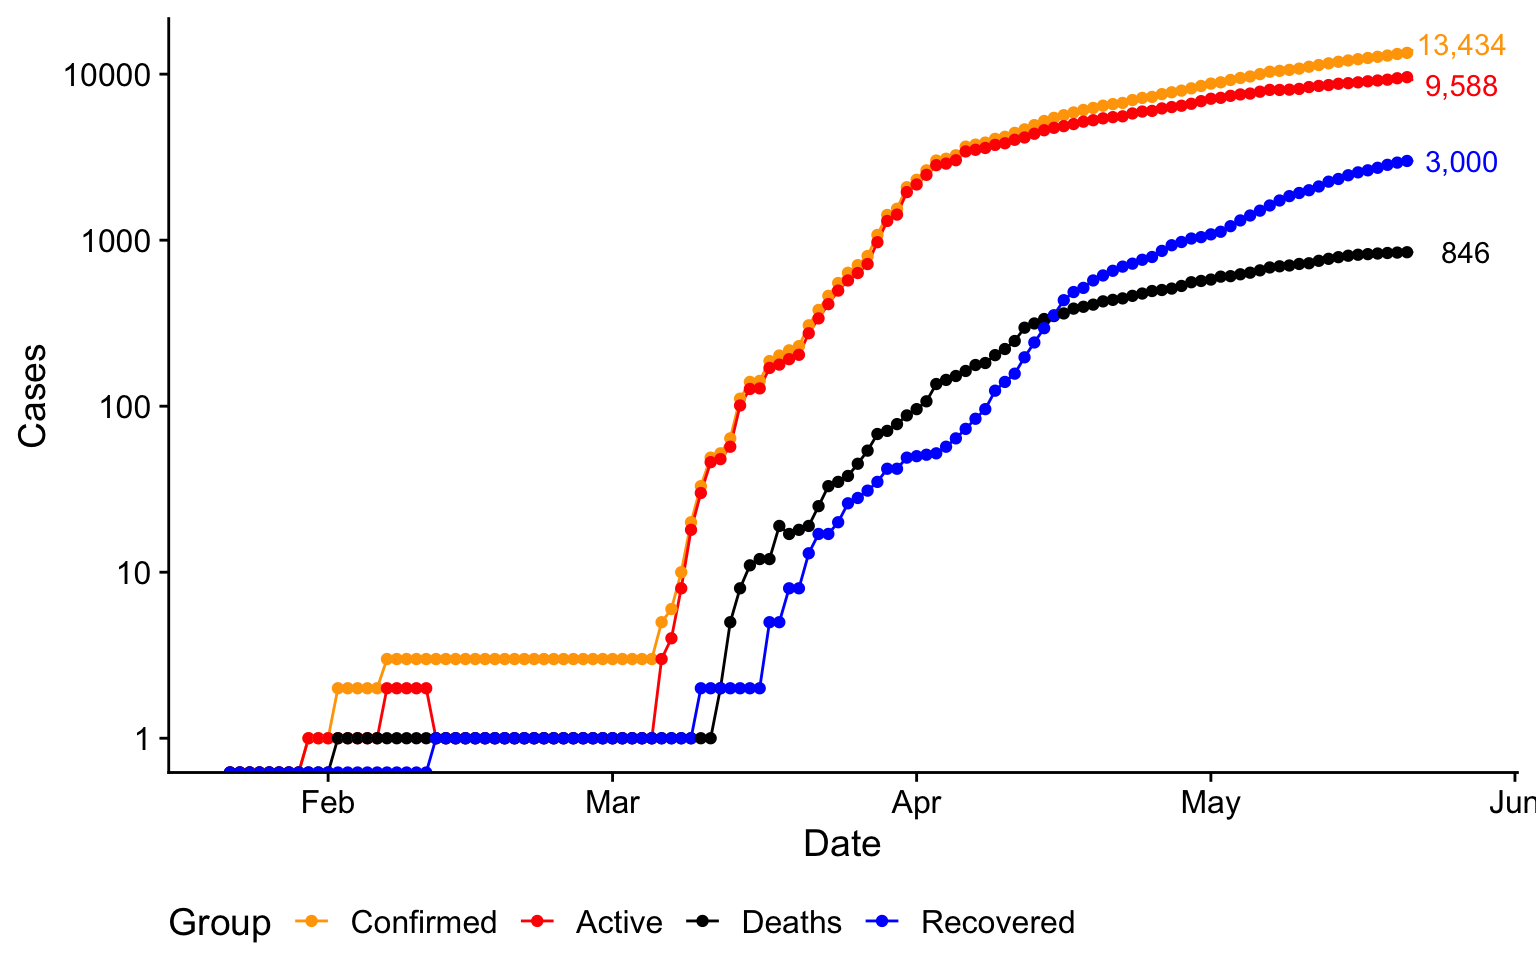 13,434
10000
9,588
3,000
1000
846
Cases
100
10
1
Feb Mar Apr May Jun
Date
Group Confirmed Active Deaths Recovered